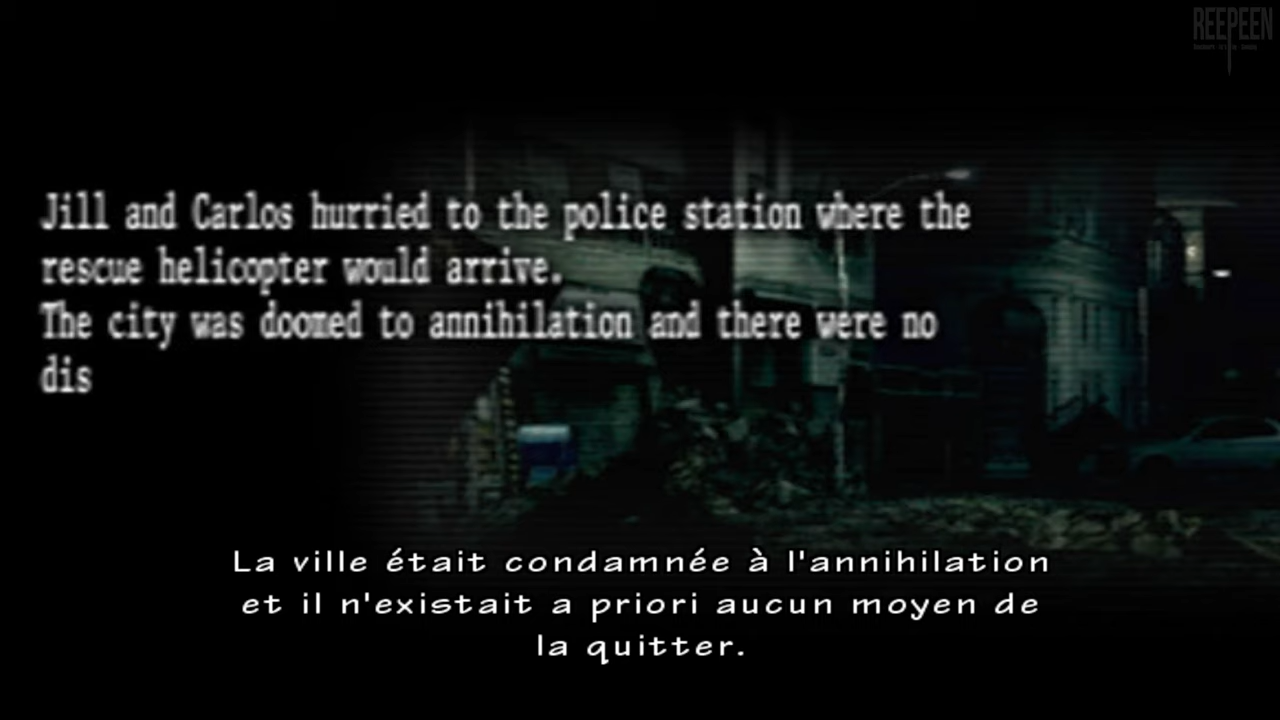 REEPEEN
Jill and Carlos hurried to the police station where the
rescue helicopter would arrive.
The city was doomed to annihilation and there were no
dis
La ville était condamnée à l'annihilation
et il n'existait a priori aucun moyen de
la quitter.